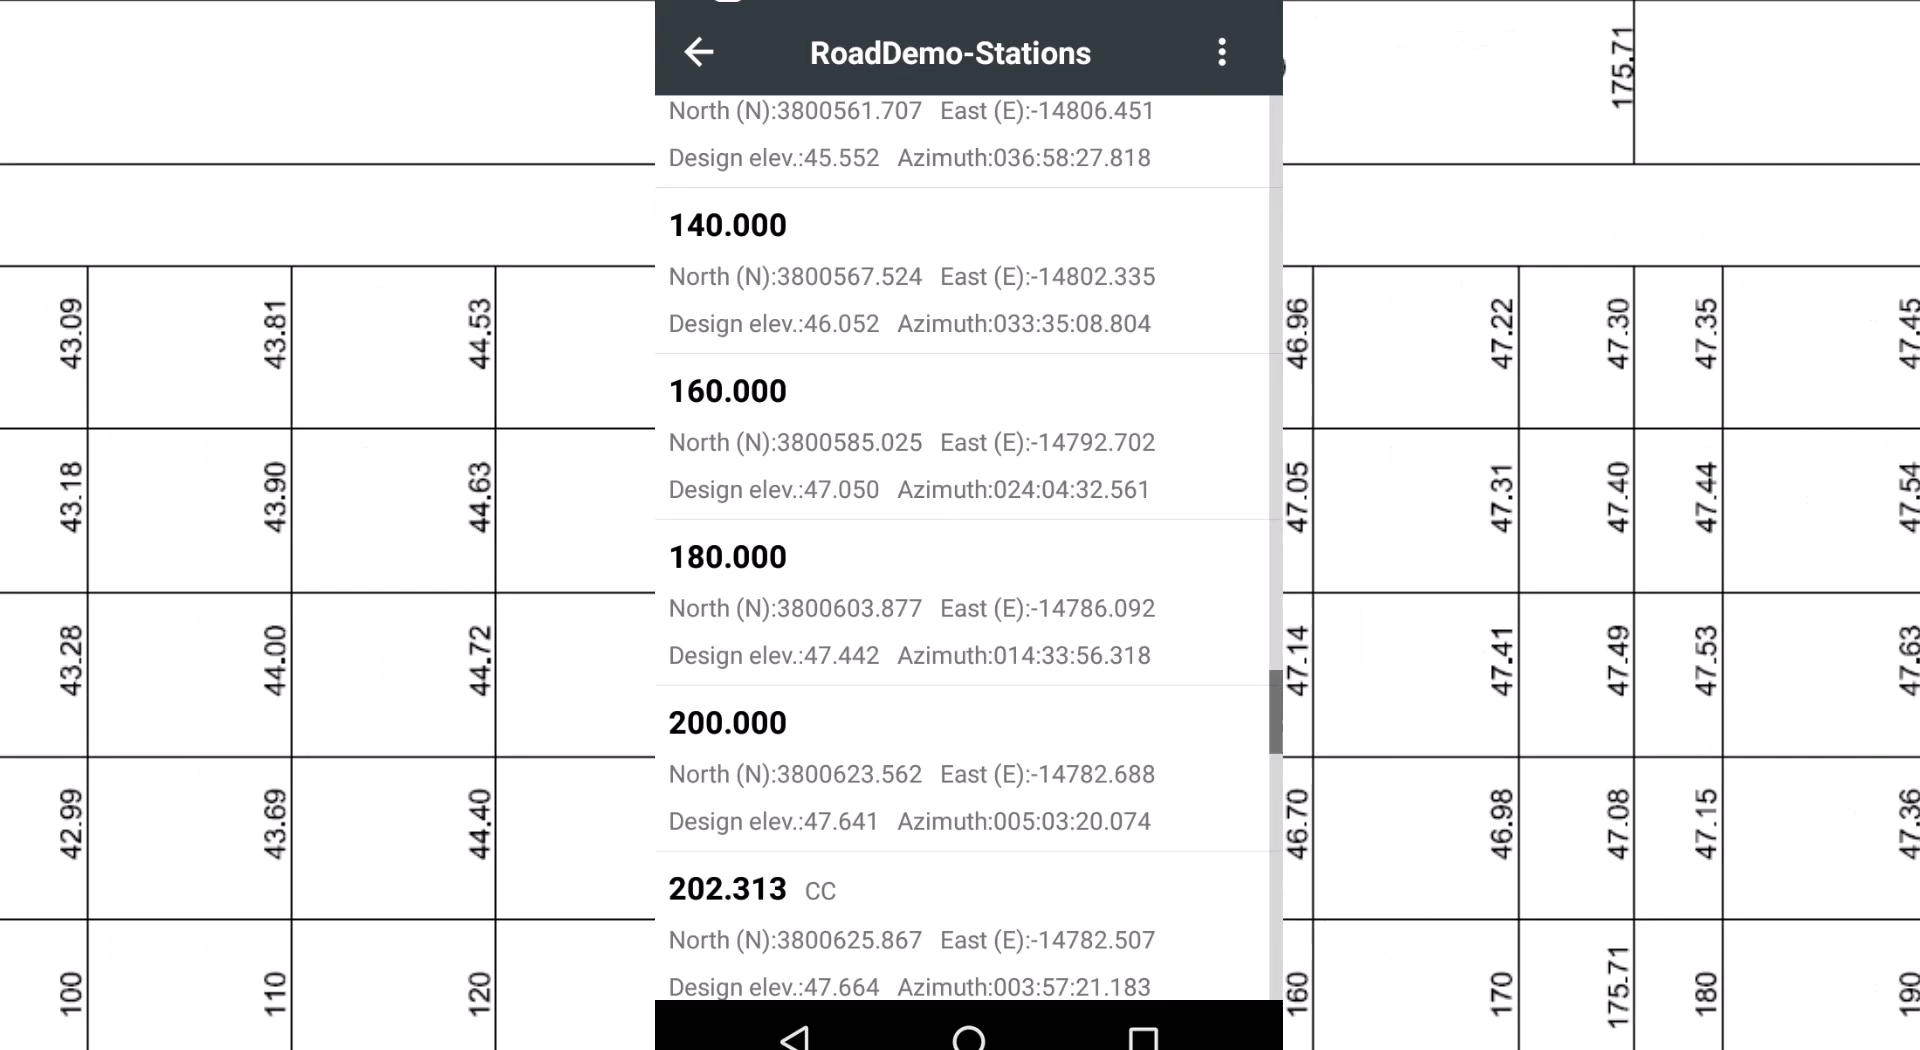 RoadDemo-Stations
North (N):3800561.707 East (E):-14806.451
Design elev.:45.552 Azimuth:036:58:27.818
140.000
North (N):3800567.524 East (E):-14802.335
Design elev.:46.052 Azimuth:033:35:08.804
160.000
North (N):3800585.025 East (E):-14792.702
Design elev.:47.050 Azimuth:024:04:32.561
180.000
North (N):3800603.877 East (E):-14786.092
Design elev.:47.442 Azimuth:014:33:56.318
200.000
North (N):3800623.562 East (E):-14782.688
Design elev.:47.641 Azimuth:005:03:20.074
202.313 CC
North (N):3800625.867 East (E):-14782.507
Design elev.:47.664 Azimuth:003:57:21.183
175.71
43.09 43.81 44.53 46.96 47.22 47.30 47.35 47.45
43.18 43.90 44.63 47.05 47.31 47.40 47.44 47.54
43.28 44.00 44.72 47.14 47.41 47.49 47.53 47.63
42.99 43.69 44.40 46.70 46.98 47.08 47.15 47.36
100 110 120 160 170 175.71 180 190